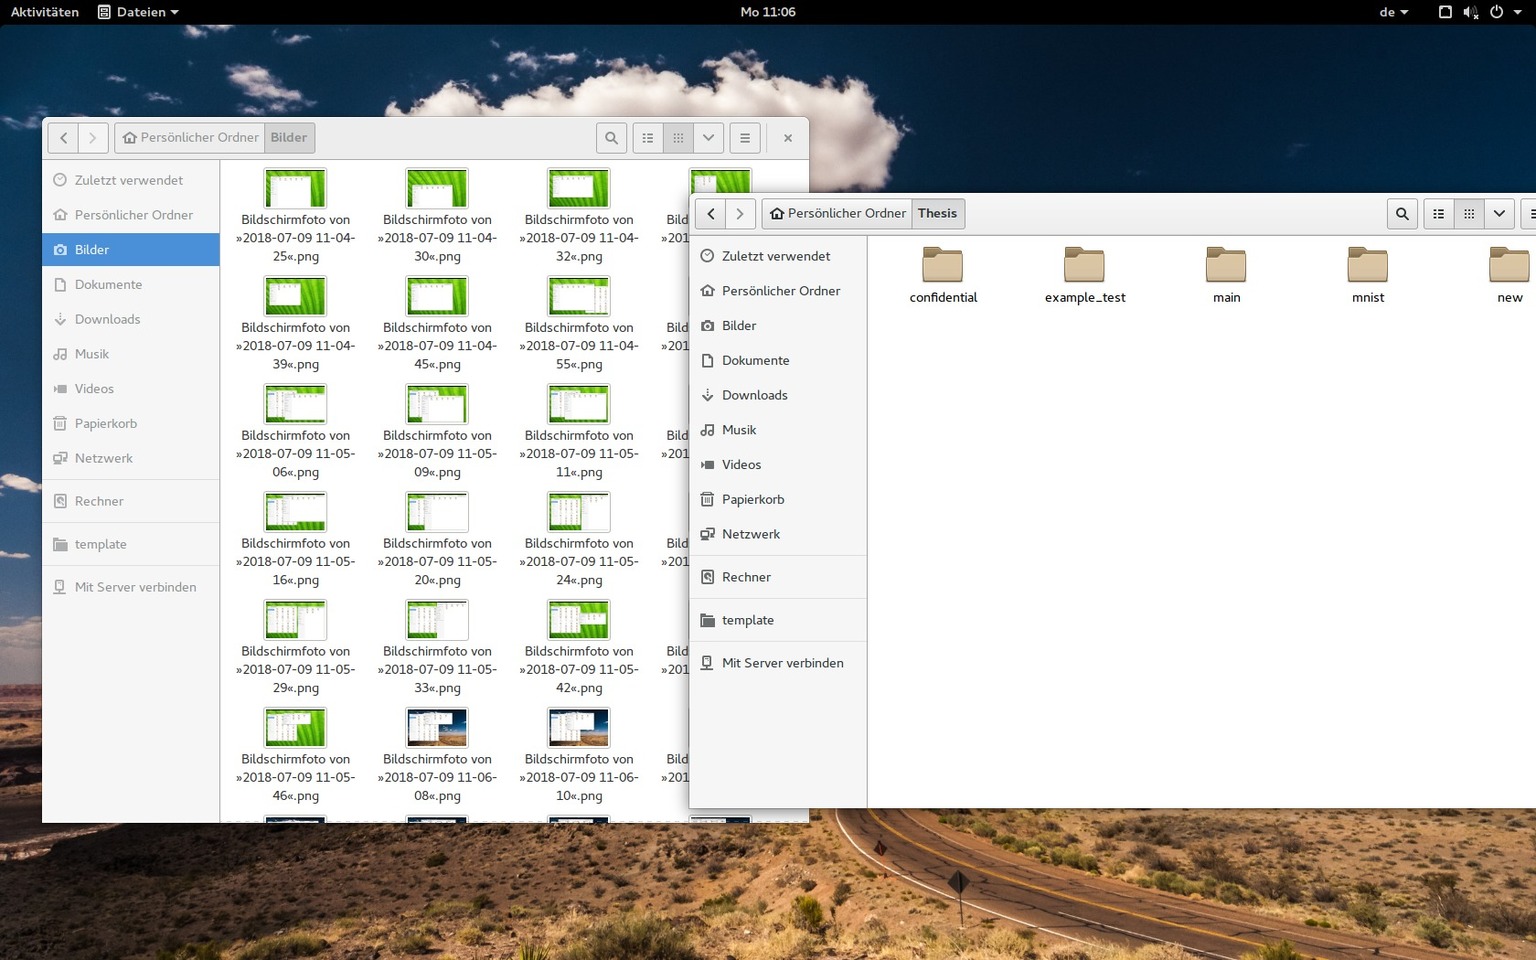 Aktivitäten Dateien Mo 11:06 de
Persönlicher Ordner Bilder
Zuletzt verwendet
Persönlicher Ordner
Bilder
Dokumente
Downloads
Musik
Videos
Papierkorb
Netzwerk
Rechner
template
Mit Server verbinden
Bildschirmfoto von
»2018-07-09 11-04-
25«.png
Bildschirmfoto von
»2018-07-09 11-04-
30«.png
Bildschirmfoto von
»2018-07-09 11-04-
32«.png
Bild
»201
Bildschirmfoto von
»2018-07-09 11-04-
39«.png
Bildschirmfoto von
»2018-07-09 11-04-
45«.png
Bildschirmfoto von
»2018-07-09 11-04-
55«.png
Bild
»201
Bildschirmfoto von
»2018-07-09 11-05-
06«.png
Bildschirmfoto von
»2018-07-09 11-05-
09«.png
Bildschirmfoto von
»2018-07-09 11-05-
11«.png
Bild
»201
Bildschirmfoto von
»2018-07-09 11-05-
16«.png
Bildschirmfoto von
»2018-07-09 11-05-
20«.png
Bildschirmfoto von
»2018-07-09 11-05-
24«.png
Bild
»201
Bildschirmfoto von
»2018-07-09 11-05-
29«.png
Bildschirmfoto von
»2018-07-09 11-05-
33«.png
Bildschirmfoto von
»2018-07-09 11-05-
42«.png
Bild
»201
Bildschirmfoto von
»2018-07-09 11-05-
46«.png
Bildschirmfoto von
»2018-07-09 11-06-
08«.png
Bildschirmfoto von
»2018-07-09 11-06-
10«.png
Bild
»201
Persönlicher Ordner Thesis
Zuletzt verwendet
Persönlicher Ordner
Bilder
Dokumente
Downloads
Musik
Videos
Papierkorb
Netzwerk
Rechner
template
Mit Server verbinden
confidential
example_test
main
mnist
new